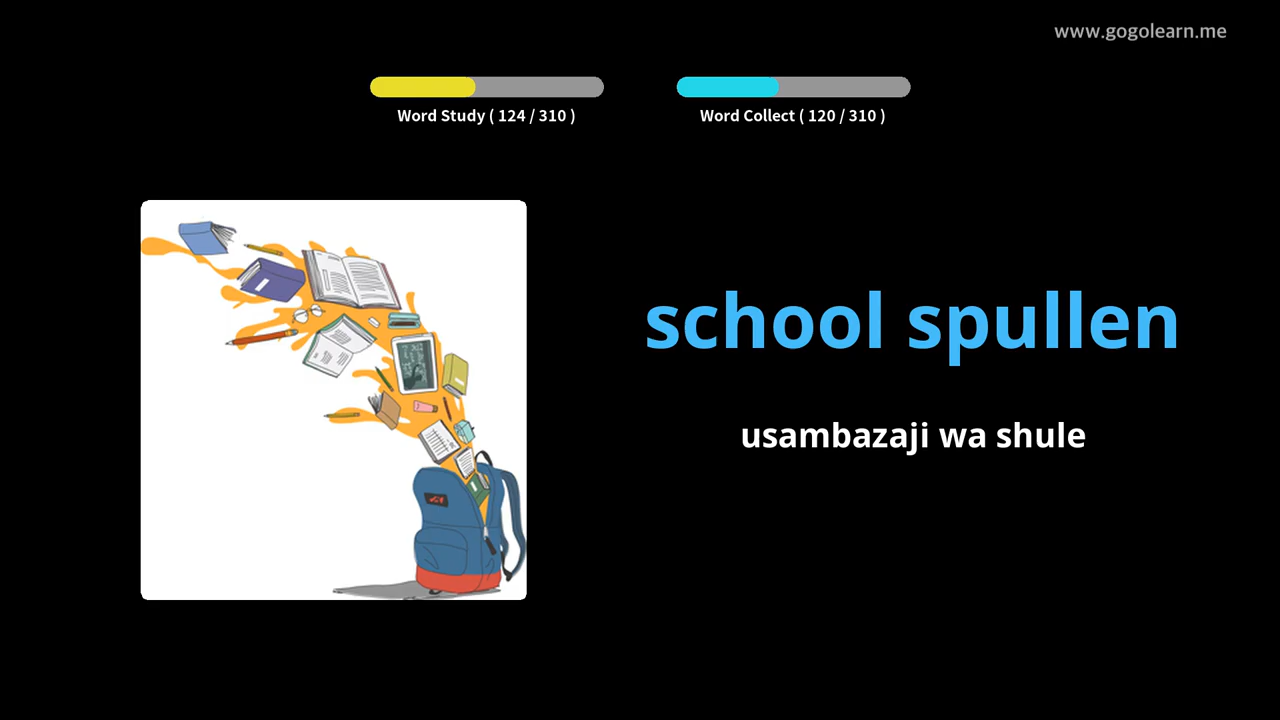 www.gogolearn.me
Word Study ( 124 / 310 )
Word Collect ( 120 / 310 )
school spullen
usambazaji wa shule